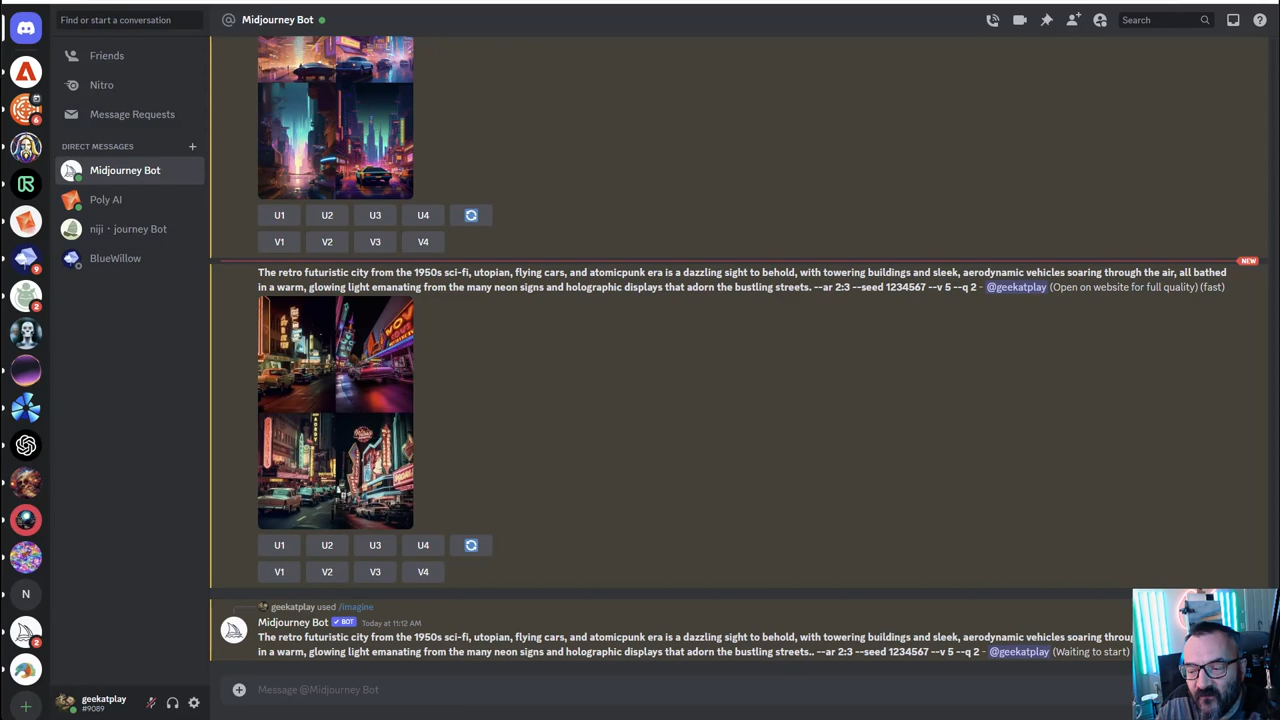 Find or start a conversation
Midjourney Bot
Search
Friends
Nitro
Message Requests
DIRECT MESSAGES
Midjourney Bot
Poly AI
niji・journey Bot
BlueWillow
6
9
2
N
2
U1 U2 U3 U4
V1 V2 V3 V4
NEW
The retro futuristic city from the 1950s sci-fi, utopian, flying cars, and atomicpunk era is a dazzling sight to behold, with towering buildings and sleek, aerodynamic vehicles soaring through the air, all bathed
in a warm, glowing light emanating from the many neon signs and holographic displays that adorn the bustling streets. --ar 2:3 --seed 1234567 --v 5 --q 2 - @geekatplay (Open on website for full quality) (fast)
U1 U2 U3 U4
V1 V2 V3 V4
geekatplay used /imagine
Midjourney Bot ✓ BOT Today at 11:12 AM
The retro futuristic city from the 1950s sci-fi, utopian, flying cars, and atomicpunk era is a dazzling sight to behold, with towering buildings and sleek, aerodynamic vehicles soaring throug
in a warm, glowing light emanating from the many neon signs and holographic displays that adorn the bustling streets.. --ar 2:3 --seed 1234567 --v 5 --q 2 - @geekatplay (Waiting to start)
Message @Midjourney Bot
geekatplay
#9089